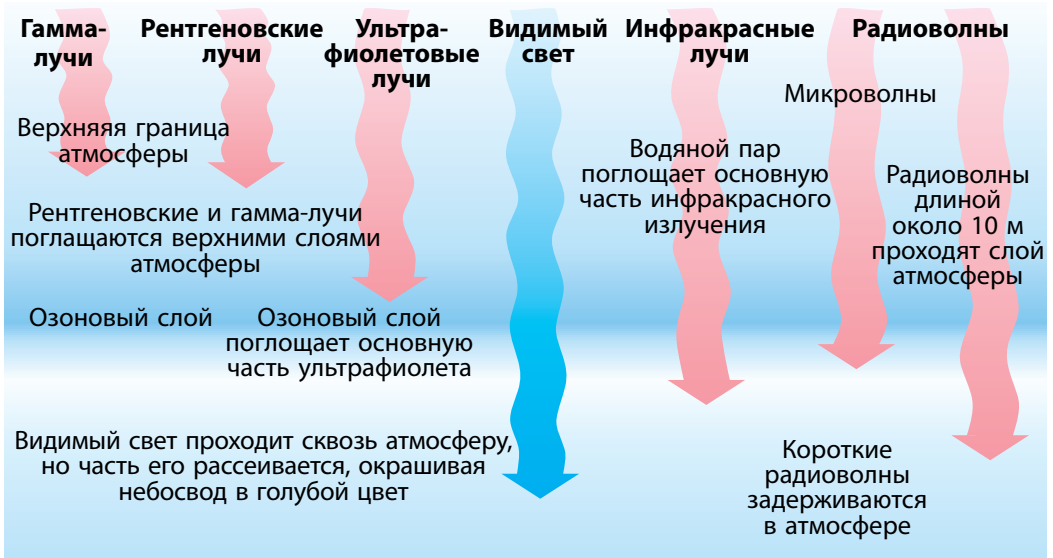 Гамма-
лучи
Рентгеновские
лучи
Ультра-
фиолетовые
лучи
Видимый
свет
Инфракрасные
лучи
Радиоволны
Микроволны
Верхняя граница
атмосферы
Водяной пар
поглощает основную
часть инфракрасного
излучения
Радиоволны
длиной
около 10 м
проходят слой
атмосферы
Рентгеновские и гамма-лучи
поглащаются верхними слоями
атмосферы
Озоновый слой
Озоновый слой
поглощает основную
часть ультрафиолета
Видимый свет проходит сквозь атмосферу,
но часть его рассеивается, окрашивая
небосвод в голубой цвет
Короткие
радиоволны
задерживаются
в атмосфере